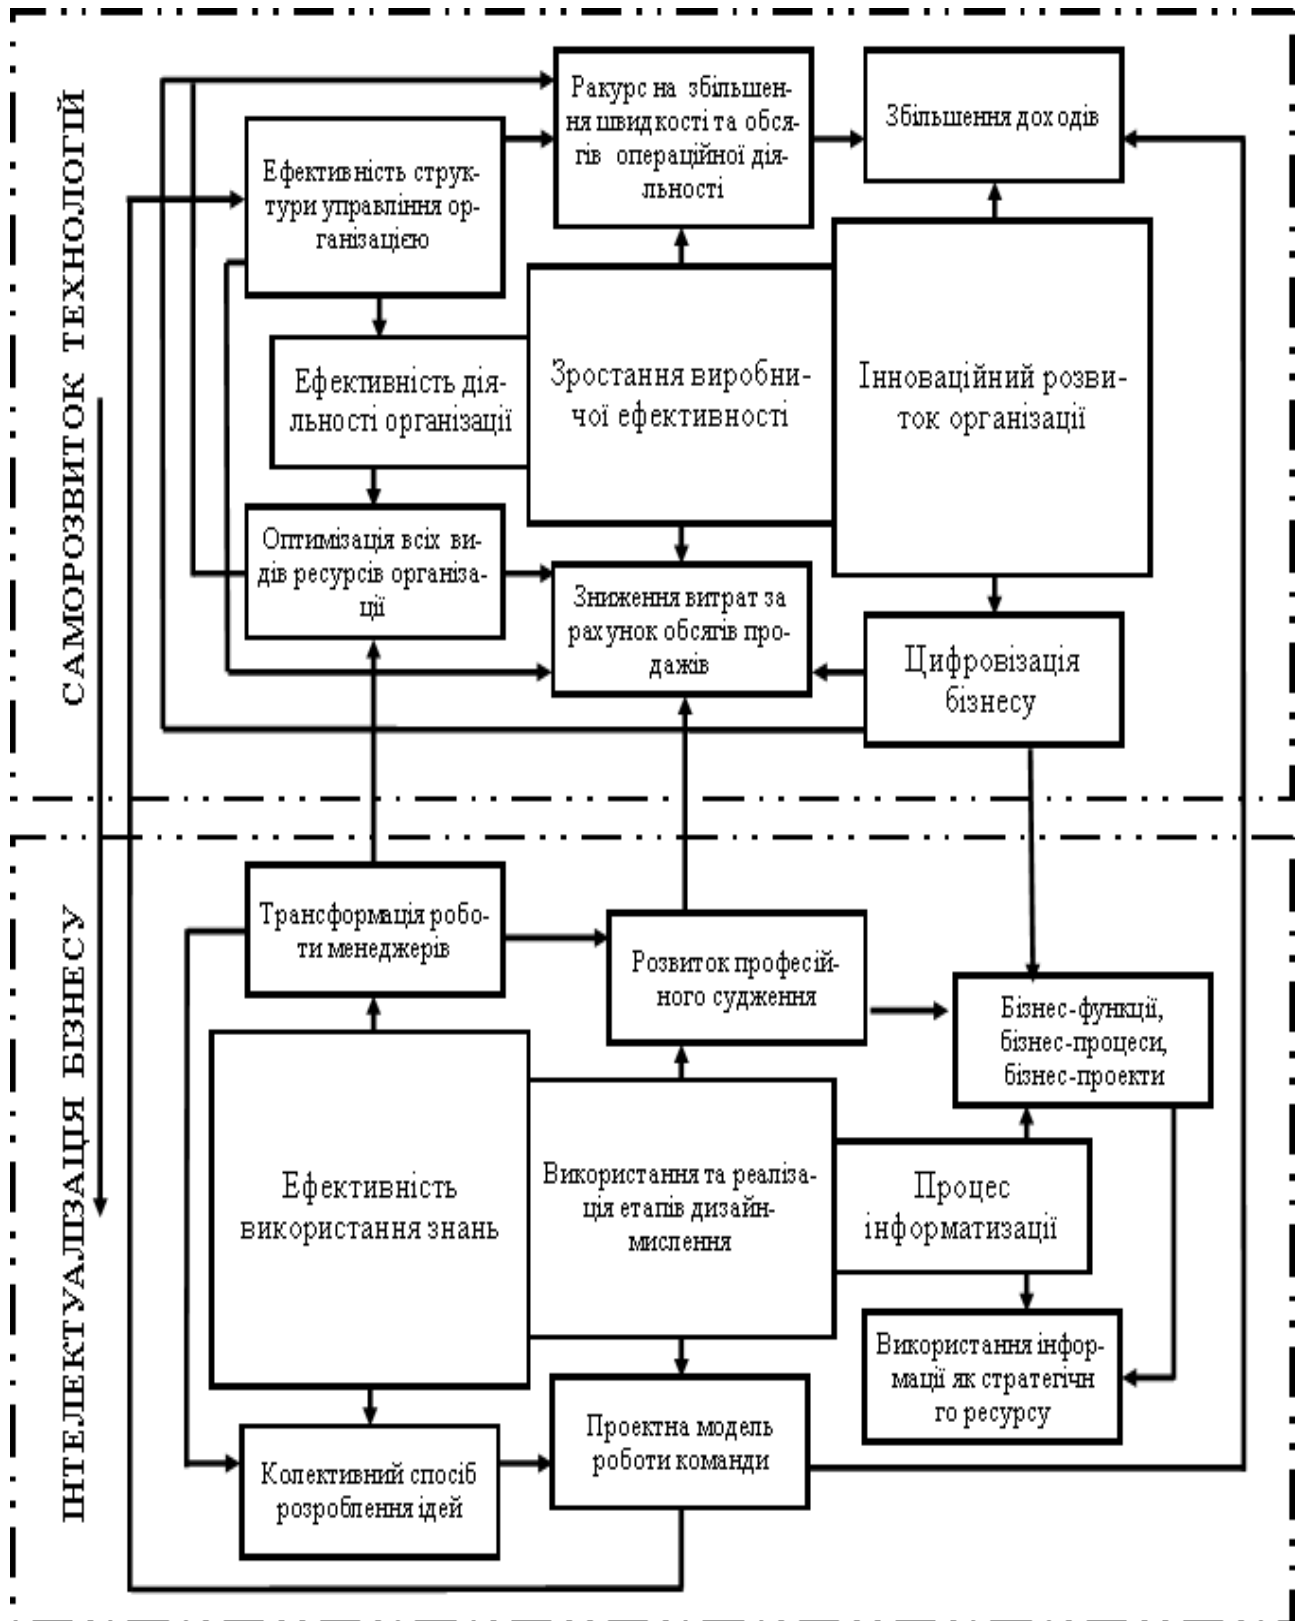 САМОРОЗВИТОК ТЕХНОЛОГІЙ
Ракурс на збільшен-
ня швидкості та обся-
гів операційної дія-
льності
Збільшення доходів
Ефективність струк-
тури управління ор-
ганізацією
Ефективність дія-
льності організації
Зростання виробни-
чої ефективності
Інноваційний розви-
ток організації
Оптимізація всіх ви-
дів ресурсів організа-
ції
Зниження витрат за
рахунок обсягів про-
дажів
Цифровізація
бізнесу
ІНТЕЛЕКТУАЛІЗАЦІЯ БІЗНЕСУ
Трансформація робо-
ти менеджерів
Розвиток професій-
ного судження
Бізнес-функції,
бізнес-процеси,
бізнес-проекти
Ефективність
використання знань
Використання та реаліза-
ція етапів дизайн-
мислення
Процес
інформатизації
Використання інфор-
мації як стратегічн
го ресурсу
Проектна модель
роботи команди
Колективний спосіб
розроблення ідей